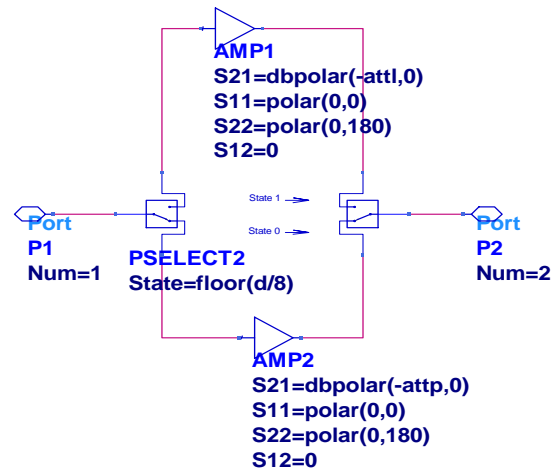 AMP1
S21=dbpolar(-attl,0)
S11=polar(0,0)
S22=polar(0,180)
S12=0
State 1
State 0
Port
P1
Num=1
PSELECT2
State=floor(d/8)
Port
P2
Num=2
AMP2
S21=dbpolar(-attp,0)
S11=polar(0,0)
S22=polar(0,180)
S12=0